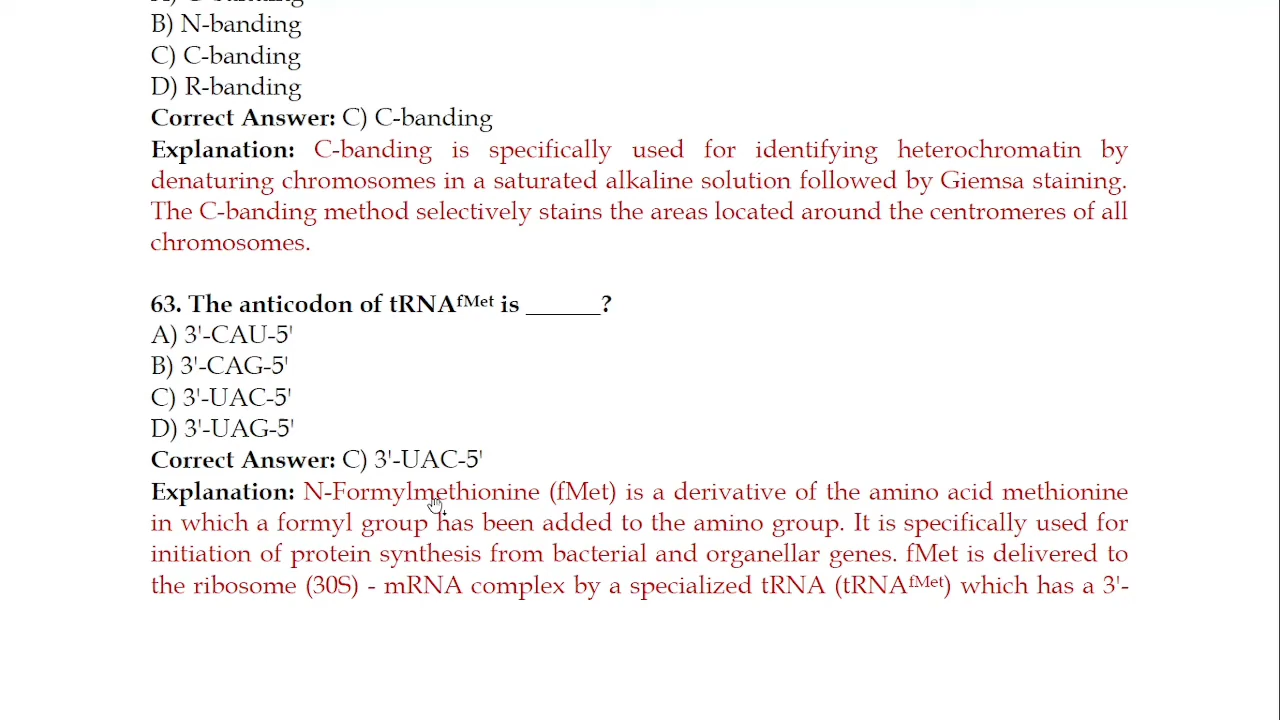 B) N-banding
C) C-banding
D) R-banding
Correct Answer: C) C-banding
Explanation: C-banding is specifically used for identifying heterochromatin by
denaturing chromosomes in a saturated alkaline solution followed by Giemsa staining.
The C-banding method selectively stains the areas located around the centromeres of all
chromosomes.
63. The anticodon of tRNAᶠᴹᵉᵗ is ______?
A) 3'-CAU-5'
B) 3'-CAG-5'
C) 3'-UAC-5'
D) 3'-UAG-5'
Correct Answer: C) 3'-UAC-5'
Explanation: N-Formylmethionine (fMet) is a derivative of the amino acid methionine
in which a formyl group has been added to the amino group. It is specifically used for
initiation of protein synthesis from bacterial and organellar genes. fMet is delivered to
the ribosome (30S) - mRNA complex by a specialized tRNA (tRNAᶠᴹᵉᵗ) which has a 3'-